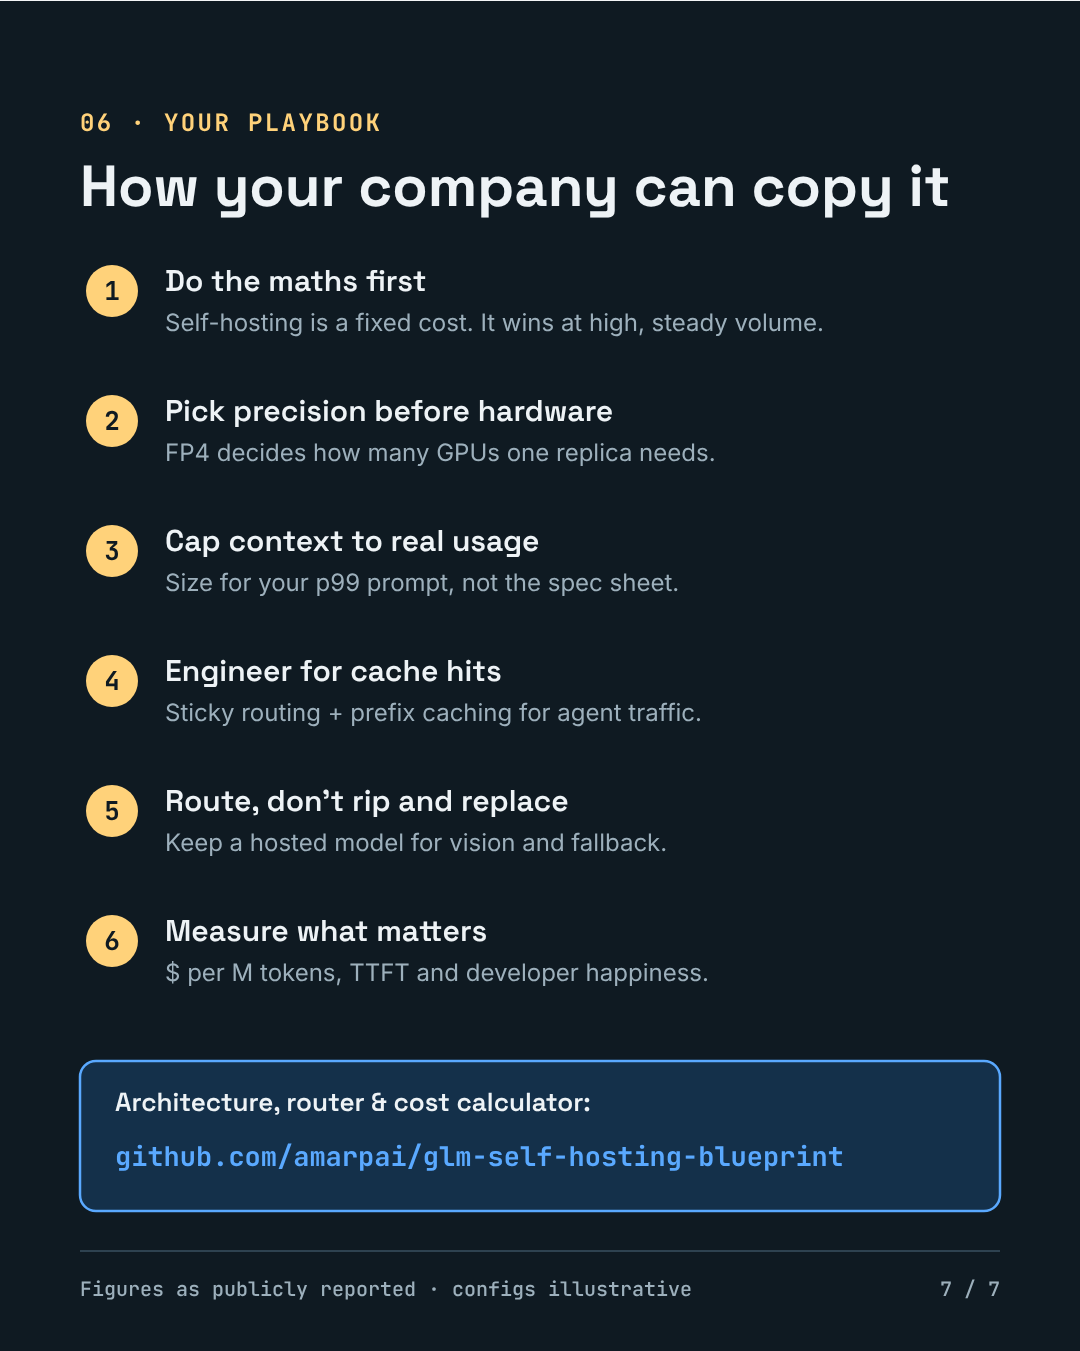 06 · YOUR PLAYBOOK
How your company can copy it
1
Do the maths first
Self-hosting is a fixed cost. It wins at high, steady volume.
2
Pick precision before hardware
FP4 decides how many GPUs one replica needs.
3
Cap context to real usage
Size for your p99 prompt, not the spec sheet.
4
Engineer for cache hits
Sticky routing + prefix caching for agent traffic.
5
Route, don’t rip and replace
Keep a hosted model for vision and fallback.
6
Measure what matters
$ per M tokens, TTFT and developer happiness.
Architecture, router & cost calculator:
github.com/amarpai/glm-self-hosting-blueprint
Figures as publicly reported · configs illustrative
7 / 7